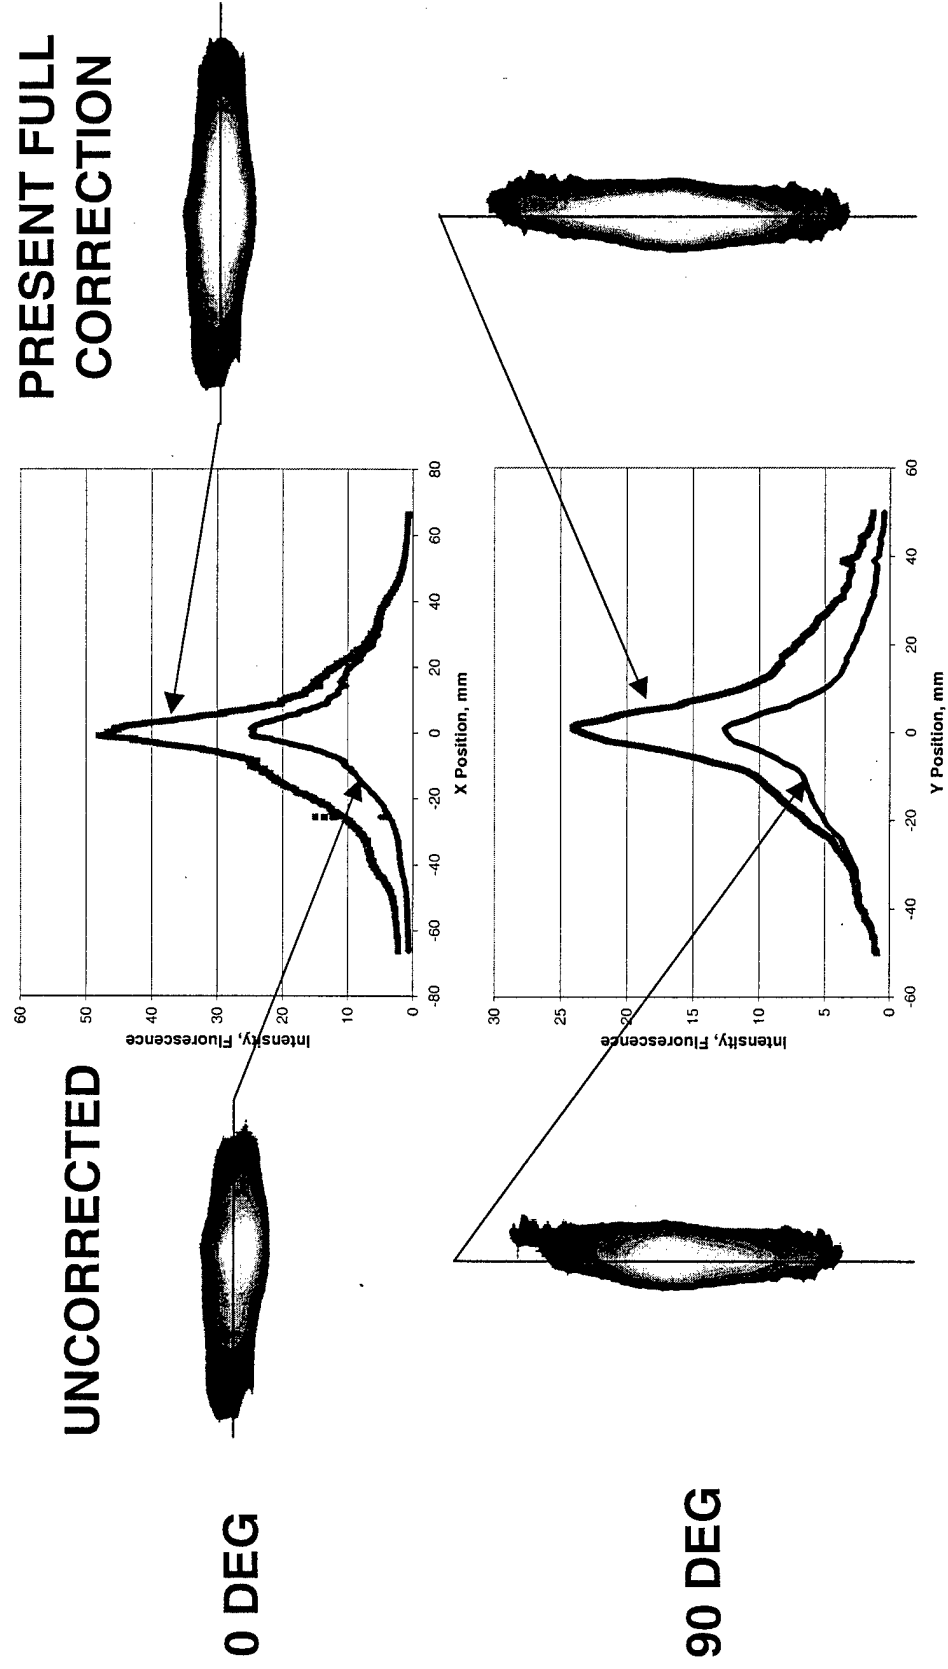 UNCORRECTED
PRESENT FULL
CORRECTION
0 DEG
Intensity, Fluorescence
60
50
40
30
20
10
0
-80 -60 -40 -20 0 20 40 60 80
X Position, mm
90 DEG
Intensity, Fluorescence
30
25
20
15
10
5
0
-60 -40 -20 0 20 40 60
Y Position, mm